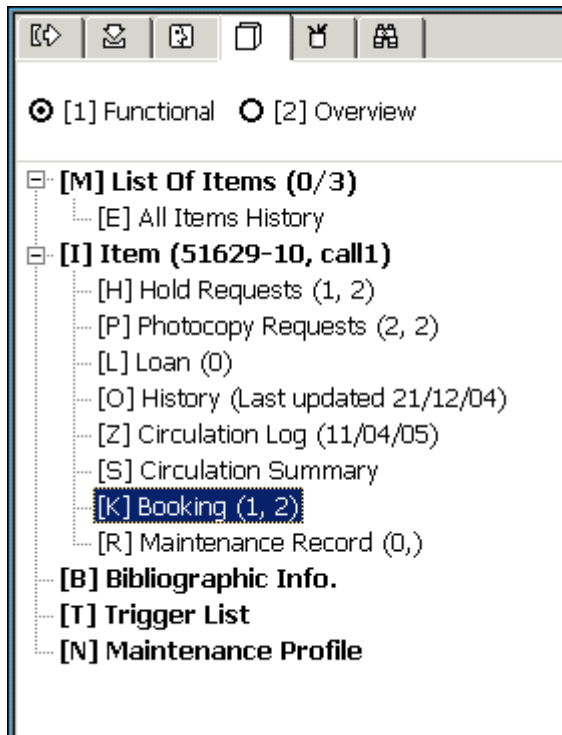 [1] Functional [2] Overview
[M] List Of Items (0/3)
[E] All Items History
[I] Item (51629-10, call1)
[H] Hold Requests (1, 2)
[P] Photocopy Requests (2, 2)
[L] Loan (0)
[O] History (Last updated 21/12/04)
[Z] Circulation Log (11/04/05)
[S] Circulation Summary
[K] Booking (1, 2)
[R] Maintenance Record (0,)
[B] Bibliographic Info.
[T] Trigger List
[N] Maintenance Profile